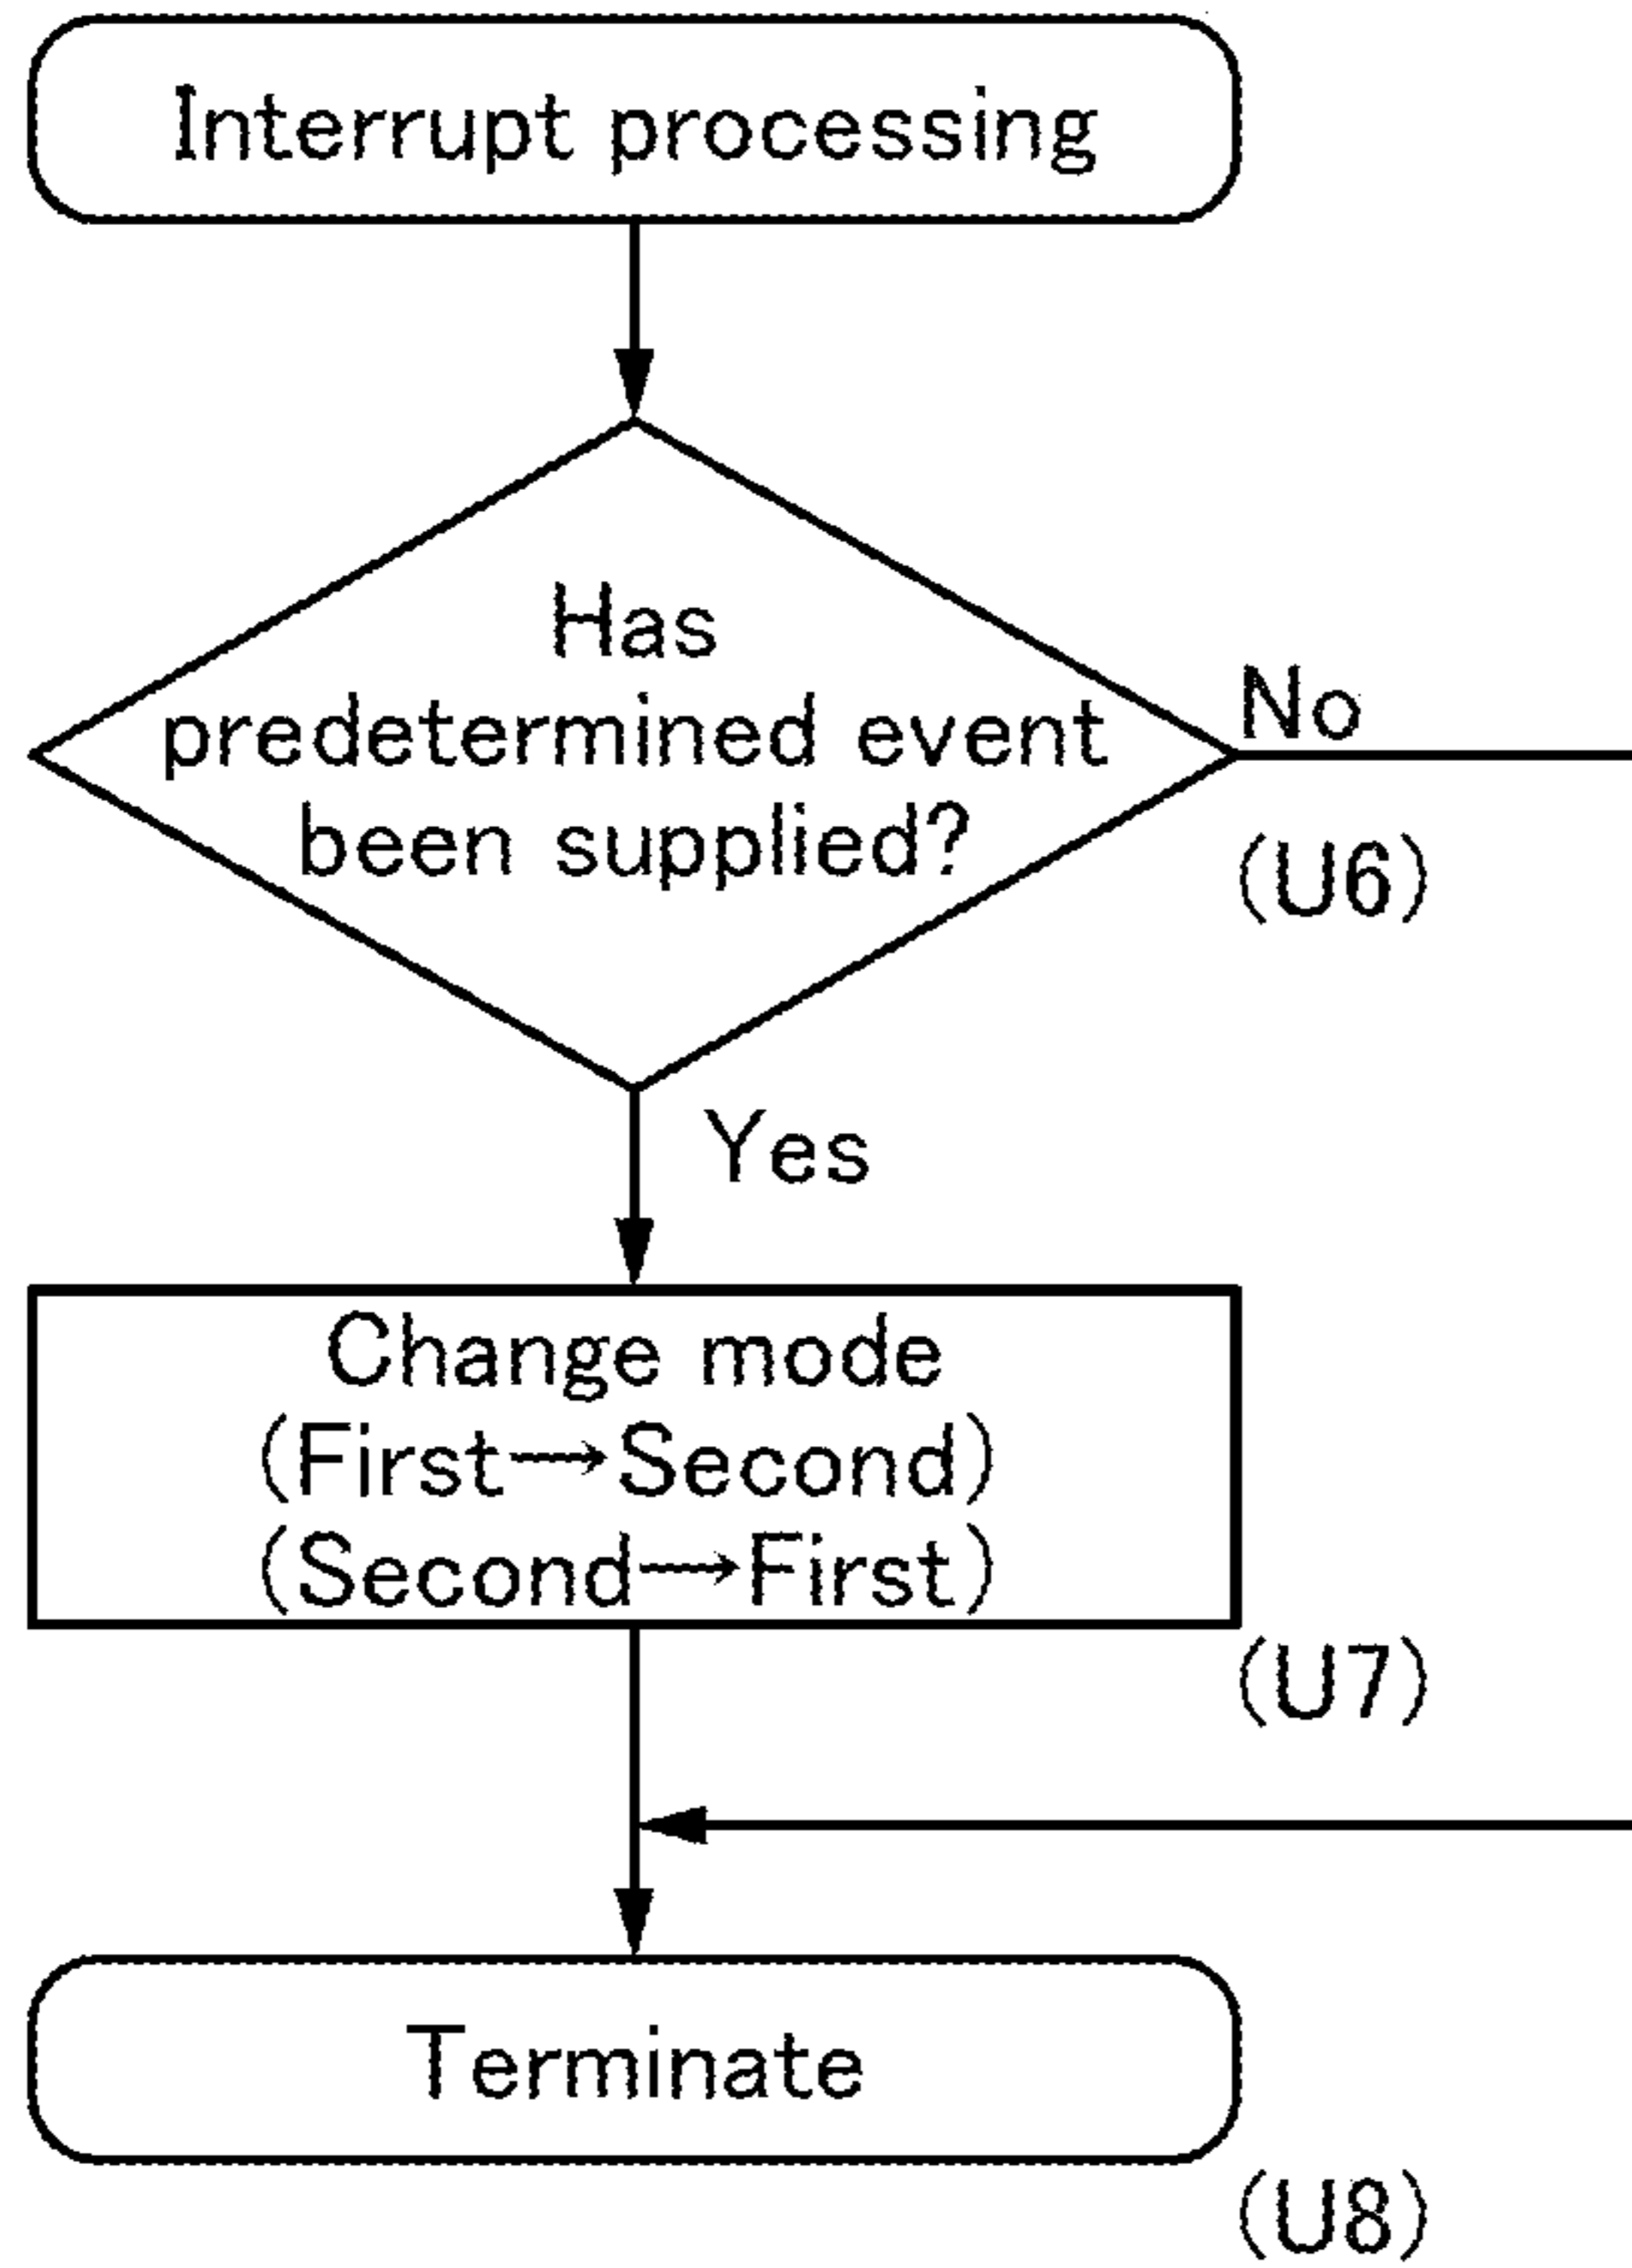 Interrupt processing
Has
predetermined event
been supplied?
No
(U6)
Yes
Change mode
(First→Second)
(Second→First)
(U7)
Terminate
(U8)